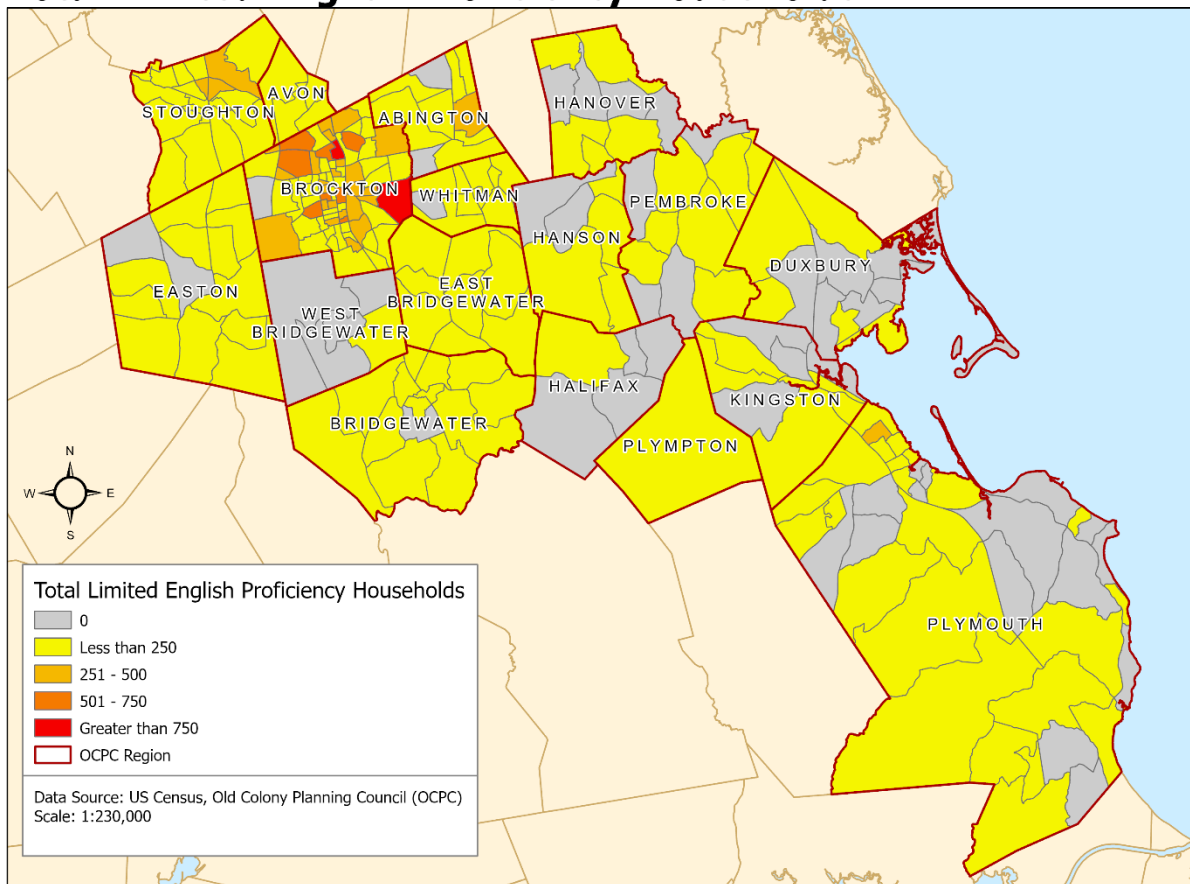 STOUGHTON
AVON
ABINGTON
HANOVER
BROCKTON
WHITMAN
PEMBROKE
HANSON
DUXBURY
EASTON
EAST
BRIDGEWATER
WEST
BRIDGEWATER
HALIFAX
KINGSTON
BRIDGEWATER
PLYMPTON
PLYMOUTH
N
W E
S
Total Limited English Proficiency Households
0
Less than 250
251 - 500
501 - 750
Greater than 750
OCPC Region
Data Source: US Census, Old Colony Planning Council (OCPC)
Scale: 1:230,000